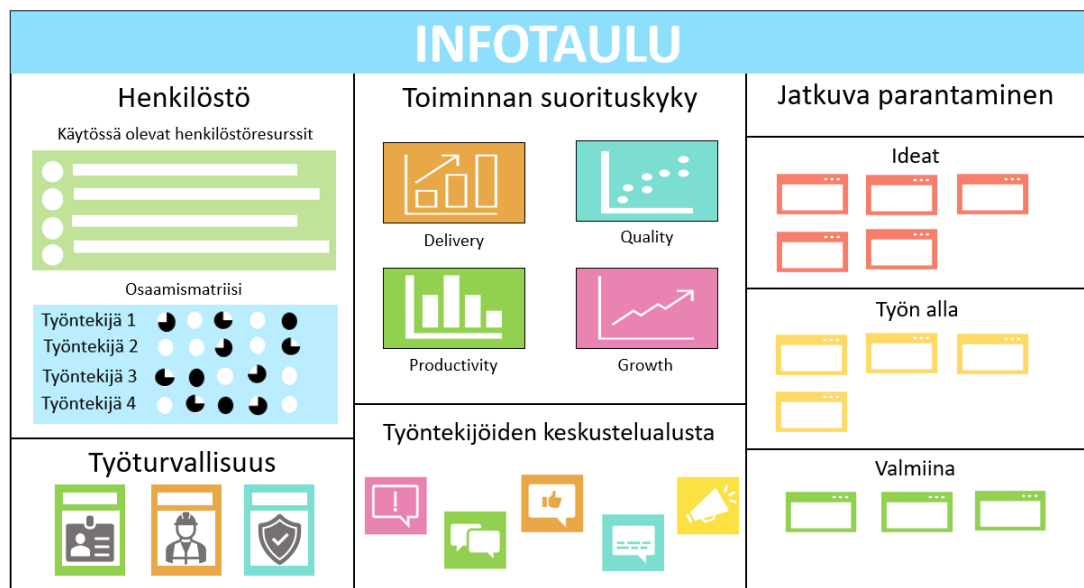 INFOTAULU
Henkilöstö
Käytössä olevat henkilöstöresurssit
Osaamismatriisi
Työntekijä 1
Työntekijä 2
Työntekijä 3
Työntekijä 4
Työturvallisuus
Toiminnan suorituskyky
Delivery
Quality
Productivity
Growth
Työntekijöiden keskustelualusta
Jatkuva parantaminen
Ideat
Työn alla
Valmiina